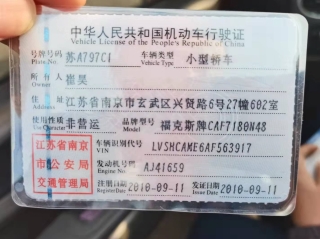 中华人民共和国机动车行驶证
Vehicle License of the People's Republic of China
号牌号码 苏A797C1 车辆类型 小型轿车
Plate No. Vehicle Type
所有人 崔昊
Owner
住址 江苏省南京市玄武区兴贤路6号27幢602室
Address
使用性质 非营运 品牌型号 福克斯牌CAF7180N48
Use Character Model
江苏省南京
市公安局
交通管理局
车辆识别代号 LVSHCAME6AF563917
VIN
发动机号码 AJ41659
Engine No.
注册日期 2010-09-11 发证日期 2010-09-11
Register Date Issue Date